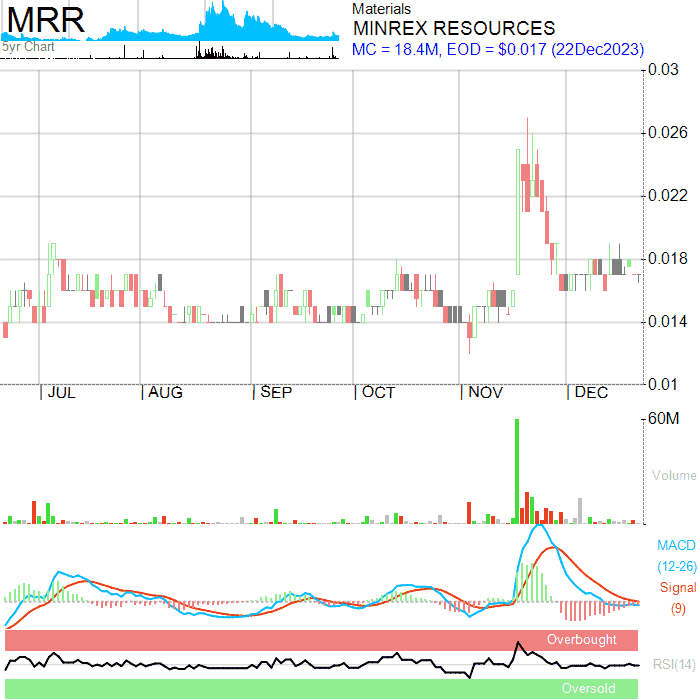 MRR
5yr Chart
Materials
MINREX RESOURCES
MC = 18.4M, EOD = $0.017 (22Dec2023)
0.03
0.026
0.022
0.018
0.014
0.01
JUL AUG SEP OCT NOV DEC
60M
Volume
MACD
(12-26)
Signal
(9)
Overbought
RSI(14)
Oversold